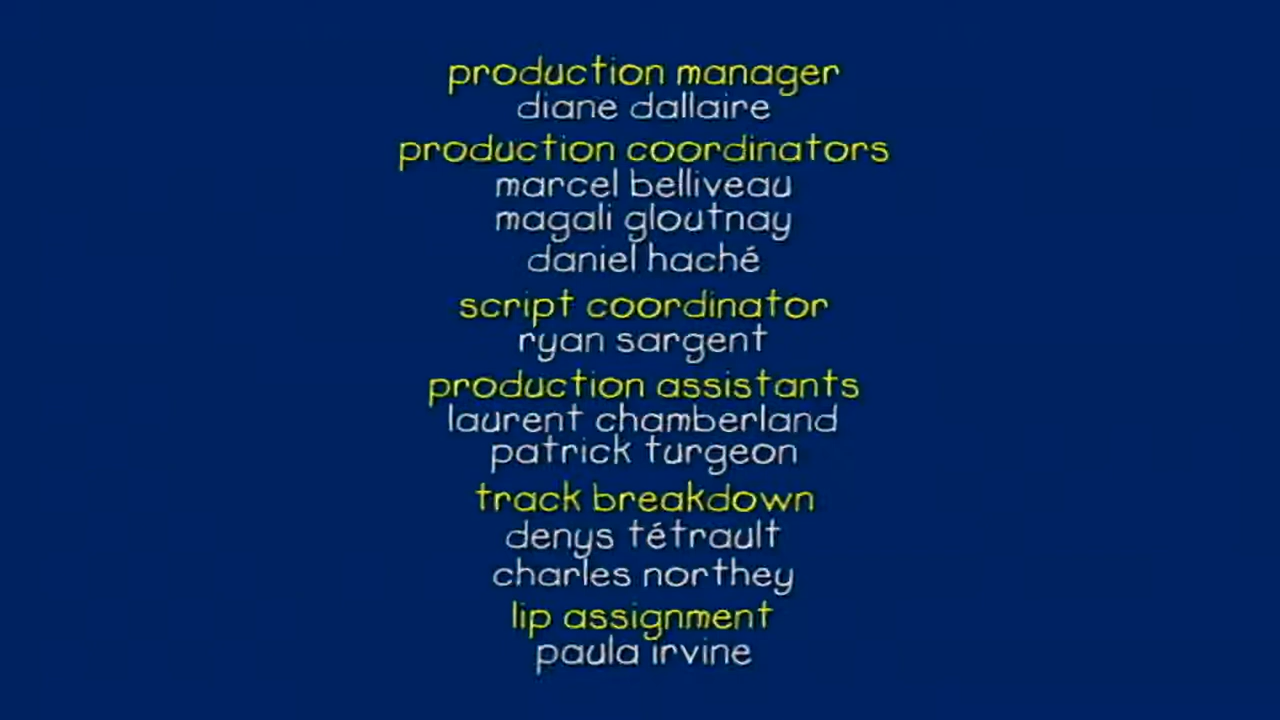 production manager
diane dallaire
production coordinators
marcel belliveau
magali gloutnay
daniel haché
script coordinator
ryan sargent
production assistants
laurent chamberland
patrick turgeon
track breakdown
denys tétrault
charles northey
lip assignment
paula irvine